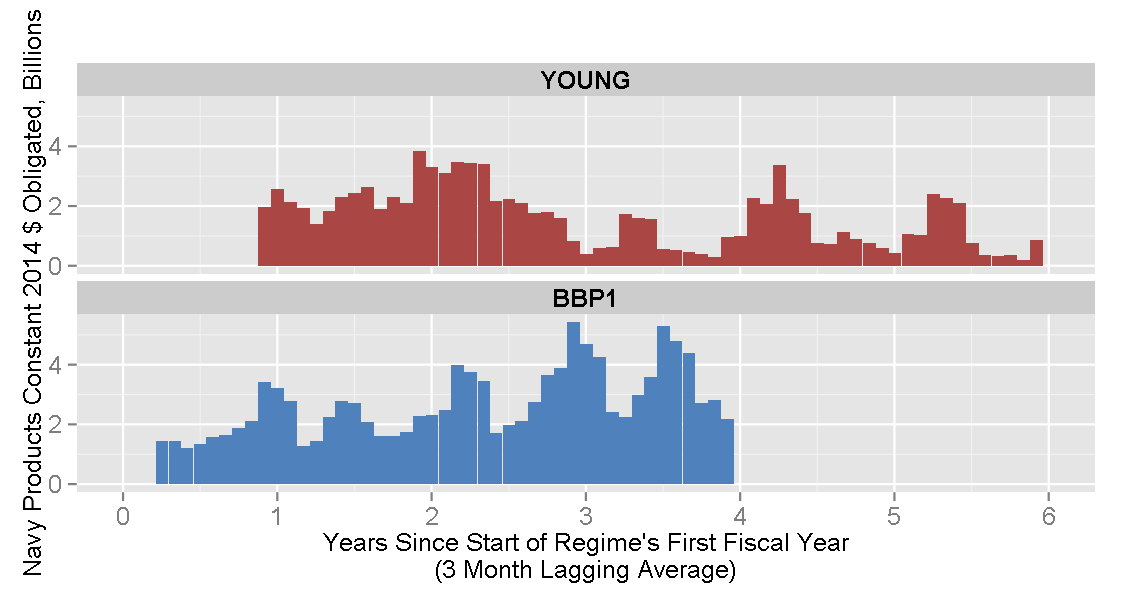 Navy Products Constant 2014 $ Obligated, Billions
YOUNG
4
2
0
BBP1
4
2
0
0 1 2 3 4 5 6
Years Since Start of Regime's First Fiscal Year
(3 Month Lagging Average)